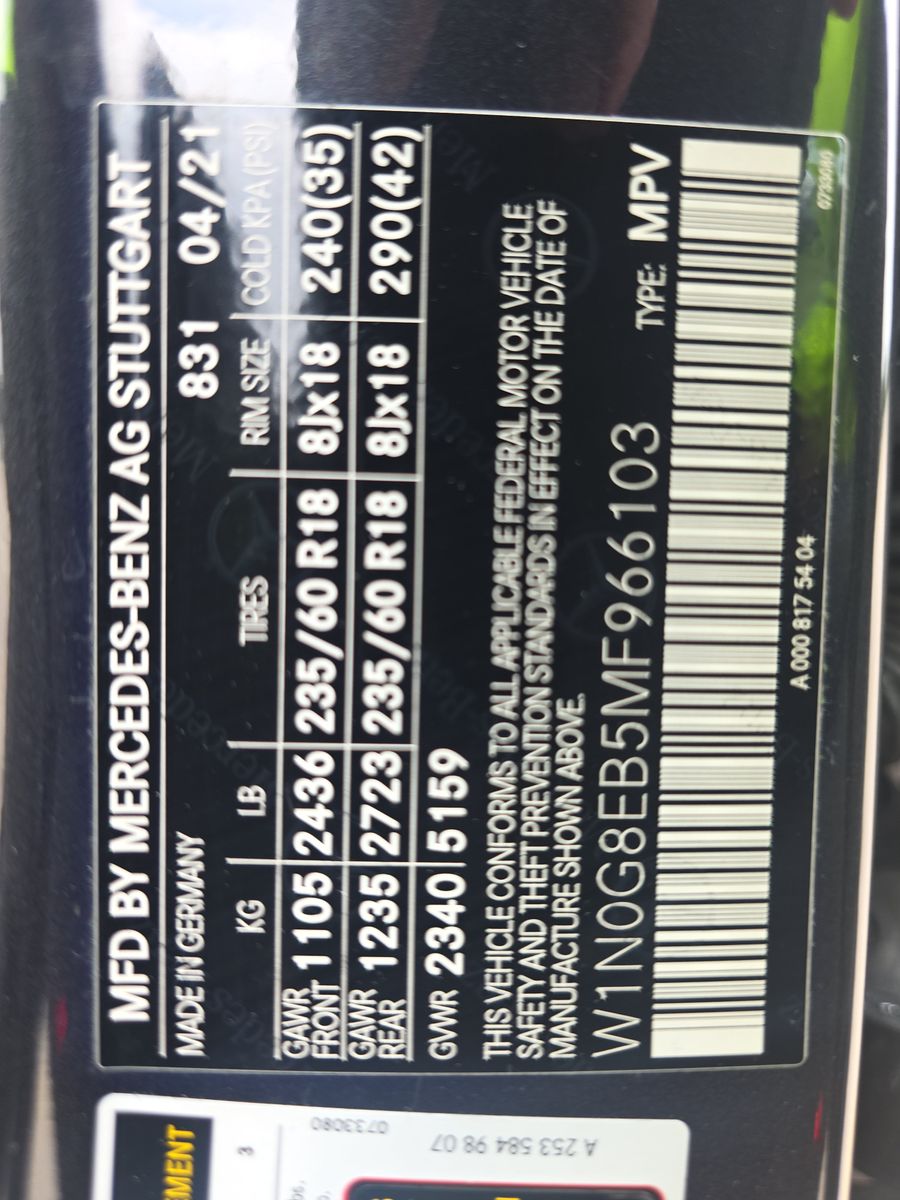 MFD BY MERCEDES-BENZ AG STUTTGART
MADE IN GERMANY 831 04/21
KG LB TIRES RIM SIZE COLD KPA(PSI)
GAWR FRONT 1105 2436 235/60 R18 8Jx18 240(35)
GAWR REAR 1235 2723 235/60 R18 8Jx18 290(42)
GVWR 2340 5159
THIS VEHICLE CONFORMS TO ALL APPLICABLE FEDERAL MOTOR VEHICLE
SAFETY AND THEFT PREVENTION STANDARDS IN EFFECT ON THE DATE OF
MANUFACTURE SHOWN ABOVE.
W1N0G8EB5MF966103 TYPE: MPV
A 000 817 54 04
0733080
3
0733080
A 253 584 98 07